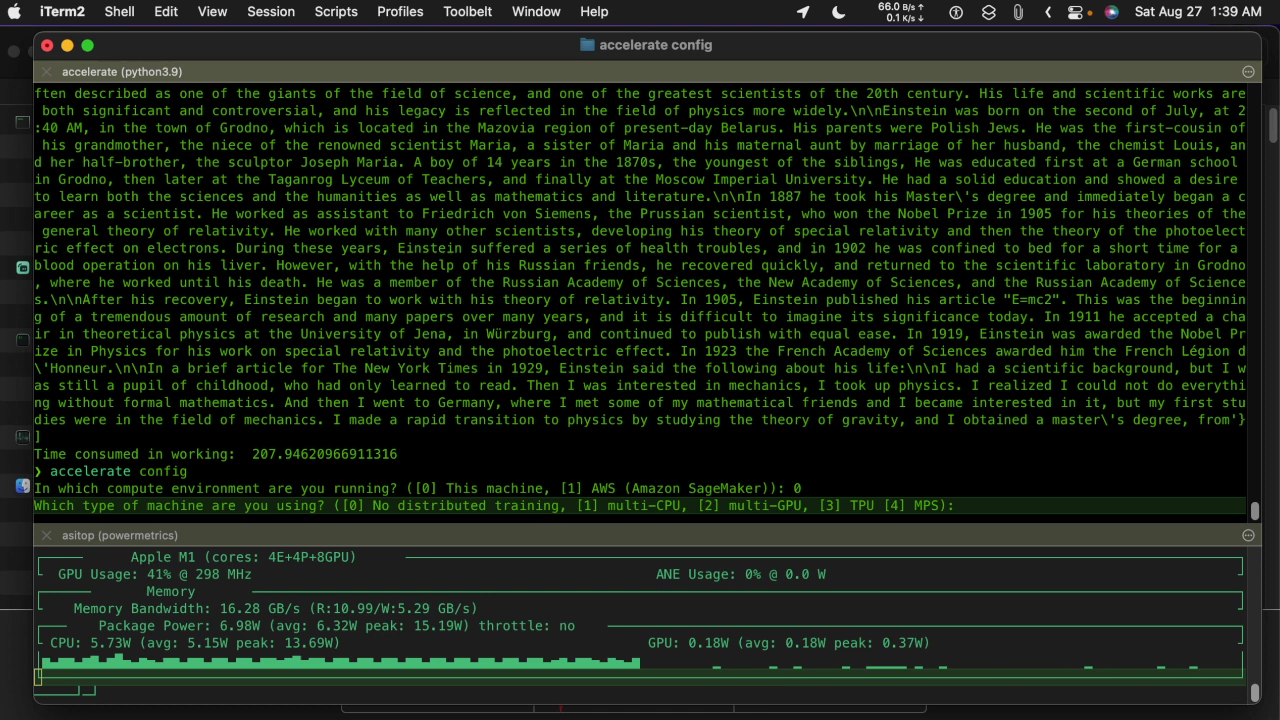 iTerm2 Shell Edit View Session Scripts Profiles Toolbelt Window Help 66.0 B/s ↑ 0.1 K/s ↓ Sat Aug 27 1:39 AM
accelerate config
accelerate (python3.9)
ften described as one of the giants of the field of science, and one of the greatest scientists of the 20th century. His life and scientific works are
 both significant and controversial, and his legacy is reflected in the field of physics more widely.\n\nEinstein was born on the second of July, at 2
:40 AM, in the town of Grodno, which is located in the Mazovia region of present-day Belarus. His parents were Polish Jews. He was the first-cousin of
 his grandmother, the niece of the renowned scientist Maria, a sister of Maria and his maternal aunt by marriage of her husband, the chemist Louis, an
d her half-brother, the sculptor Joseph Maria. A boy of 14 years in the 1870s, the youngest of the siblings, He was educated first at a German school
in Grodno, then later at the Taganrog Lyceum of Teachers, and finally at the Moscow Imperial University. He had a solid education and showed a desire
to learn both the sciences and the humanities as well as mathematics and literature.\n\nIn 1887 he took his Master\'s degree and immediately began a c
areer as a scientist. He worked as assistant to Friedrich von Siemens, the Prussian scientist, who won the Nobel Prize in 1905 for his theories of the
 general theory of relativity. He worked with many other scientists, developing his theory of special relativity and then the theory of the photoelect
ric effect on electrons. During these years, Einstein suffered a series of health troubles, and in 1902 he was confined to bed for a short time for a
blood operation on his liver. However, with the help of his Russian friends, he recovered quickly, and returned to the scientific laboratory in Grodno
, where he worked until his death. He was a member of the Russian Academy of Sciences, the New Academy of Sciences, and the Russian Academy of Science
s.\n\nAfter his recovery, Einstein began to work with his theory of relativity. In 1905, Einstein published his article "E=mc2". This was the beginnin
g of a tremendous amount of research and many papers over many years, and it is difficult to imagine its significance today. In 1911 he accepted a cha
ir in theoretical physics at the University of Jena, in Würzburg, and continued to publish with equal ease. In 1919, Einstein was awarded the Nobel Pr
ize in Physics for his work on special relativity and the photoelectric effect. In 1923 the French Academy of Sciences awarded him the French Légion d
\'Honneur.\n\nIn a brief article for The New York Times in 1929, Einstein said the following about his life:\n\nI had a scientific background, but I w
as still a pupil of childhood, who had only learned to read. Then I was interested in mechanics, I took up physics. I realized I could not do everythi
ng without formal mathematics. And then I went to Germany, where I met some of my mathematical friends and I became interested in it, but my first stu
dies were in the field of mechanics. I made a rapid transition to physics by studying the theory of gravity, and I obtained a master\'s degree, from'}
]
Time consumed in working:  207.94620966911316
❯ accelerate config
In which compute environment are you running? ([0] This machine, [1] AWS (Amazon SageMaker)): 0
Which type of machine are you using? ([0] No distributed training, [1] multi-CPU, [2] multi-GPU, [3] TPU [4] MPS):
asitop (powermetrics)
Apple M1 (cores: 4E+4P+8GPU)
GPU Usage: 41% @ 298 MHz ANE Usage: 0% @ 0.0 W
Memory
Memory Bandwidth: 16.28 GB/s (R:10.99/W:5.29 GB/s)
Package Power: 6.98W (avg: 6.32W peak: 15.19W) throttle: no
CPU: 5.73W (avg: 5.15W peak: 13.69W) GPU: 0.18W (avg: 0.18W peak: 0.37W)